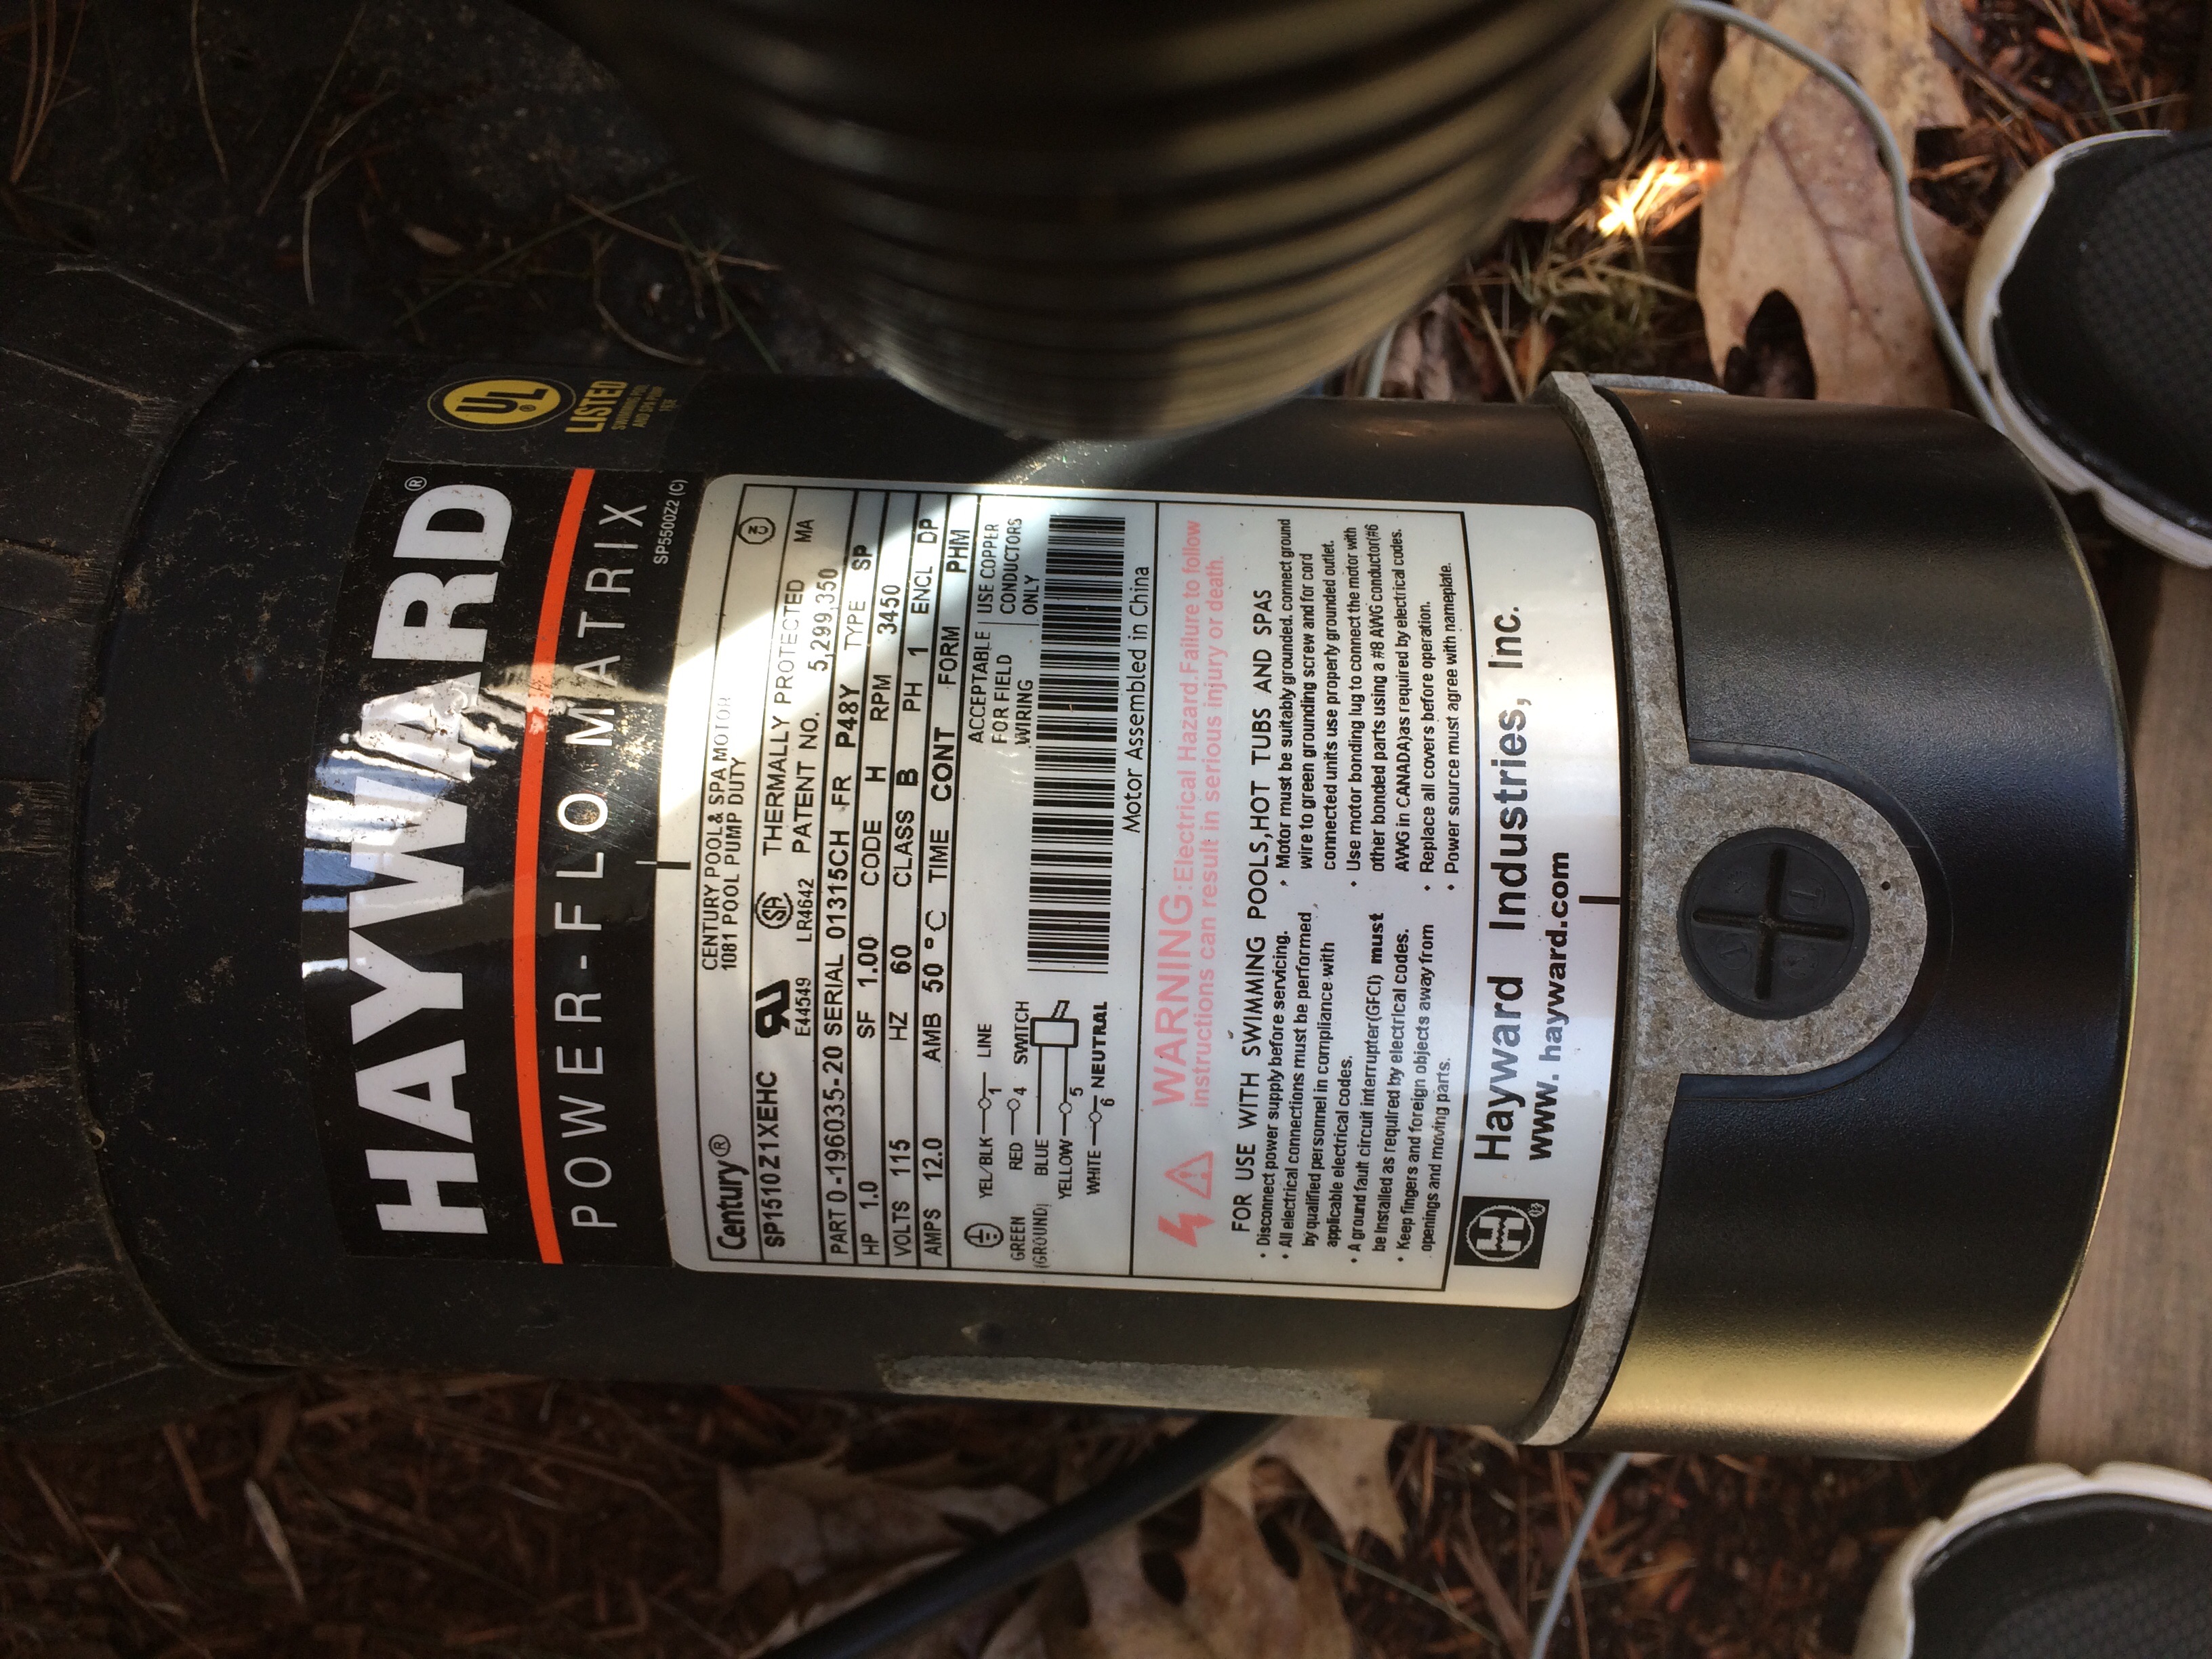 UL
®
LISTED
HAYWARD®
POWER-FLO MATRIX
SP5500Z2 (C)
Century®
CENTURY POOL& SPA MOTOR
1081 POOL PUMP DUTY
SP1510Z1XEHC
THERMALLY PROTECTED MA
E44549 LR4642 PATENT NO. 5,299,350
PART 0-196035-20 SERIAL 01315CH FR P48Y TYPE SP
HP 1.0 SF 1.00 CODE H RPM 3450
VOLTS 115 HZ 60 CLASS B PH 1 ENCL DP
AMPS 12.0 AMB 50 °C TIME CONT FORM PHM
GREEN
(GROUND)
YEL/BLK 1 LINE
RED 4 SWITCH
BLUE
YELLOW 5
WHITE 6 NEUTRAL
ACCEPTABLE
FOR FIELD
WIRING
USE COPPER
CONDUCTORS
ONLY
Motor Assembled in China
WARNING:Electrical Hazard.Failure to follow
instructions can result in serious injury or death.
FOR USE WITH SWIMMING POOLS,HOT TUBS AND SPAS
• Disconnect power supply before servicing.
• All electrical connections must be performed
by qualified personnel in compliance with
applicable electrical codes.
• A ground fault circuit interrupter(GFCI) must
be Installed as required by electrical codes.
• Keep fingers and foreign objects away from
openings and moving parts.
• Motor must be suitably grounded. connect ground
wire to green grounding screw and for cord
connected units use properly grounded outlet.
• Use motor bonding lug to connect the motor with
other bonded parts using a #8 AWG conductor(#6
AWG in CANADA)as required by electrical codes.
• Replace all covers before operation.
• Power source must agree with nameplate.
H
Hayward Industries, Inc.
www.hayward.com